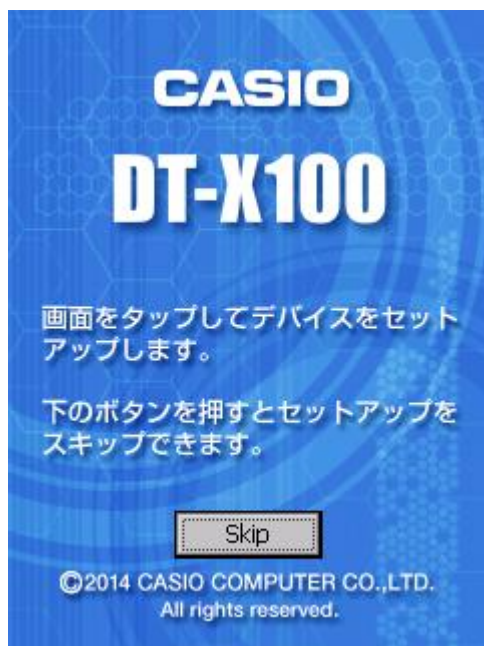 CASIO
DT-X100
画面をタップしてデバイスをセット
アップします。
下のボタンを押すとセットアップを
スキップできます。
Skip
©2014 CASIO COMPUTER CO.,LTD.
All rights reserved.